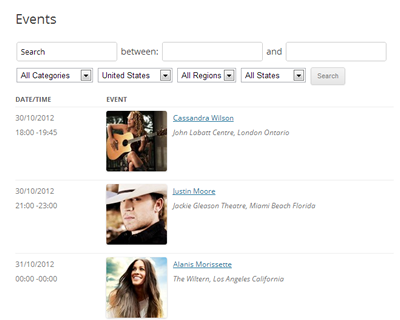 Events
Search between: and
All Categories United States All Regions All States Search
DATE/TIME EVENT
30/10/2012 Cassandra Wilson
18:00 -19:45 John Labatt Centre, London Ontario
30/10/2012 Justin Moore
21:00 -23:00 Jackie Gleason Theatre, Miami Beach Florida
31/10/2012 Alanis Morissette
00:00 -00:00 The Wiltern, Los Angeles California